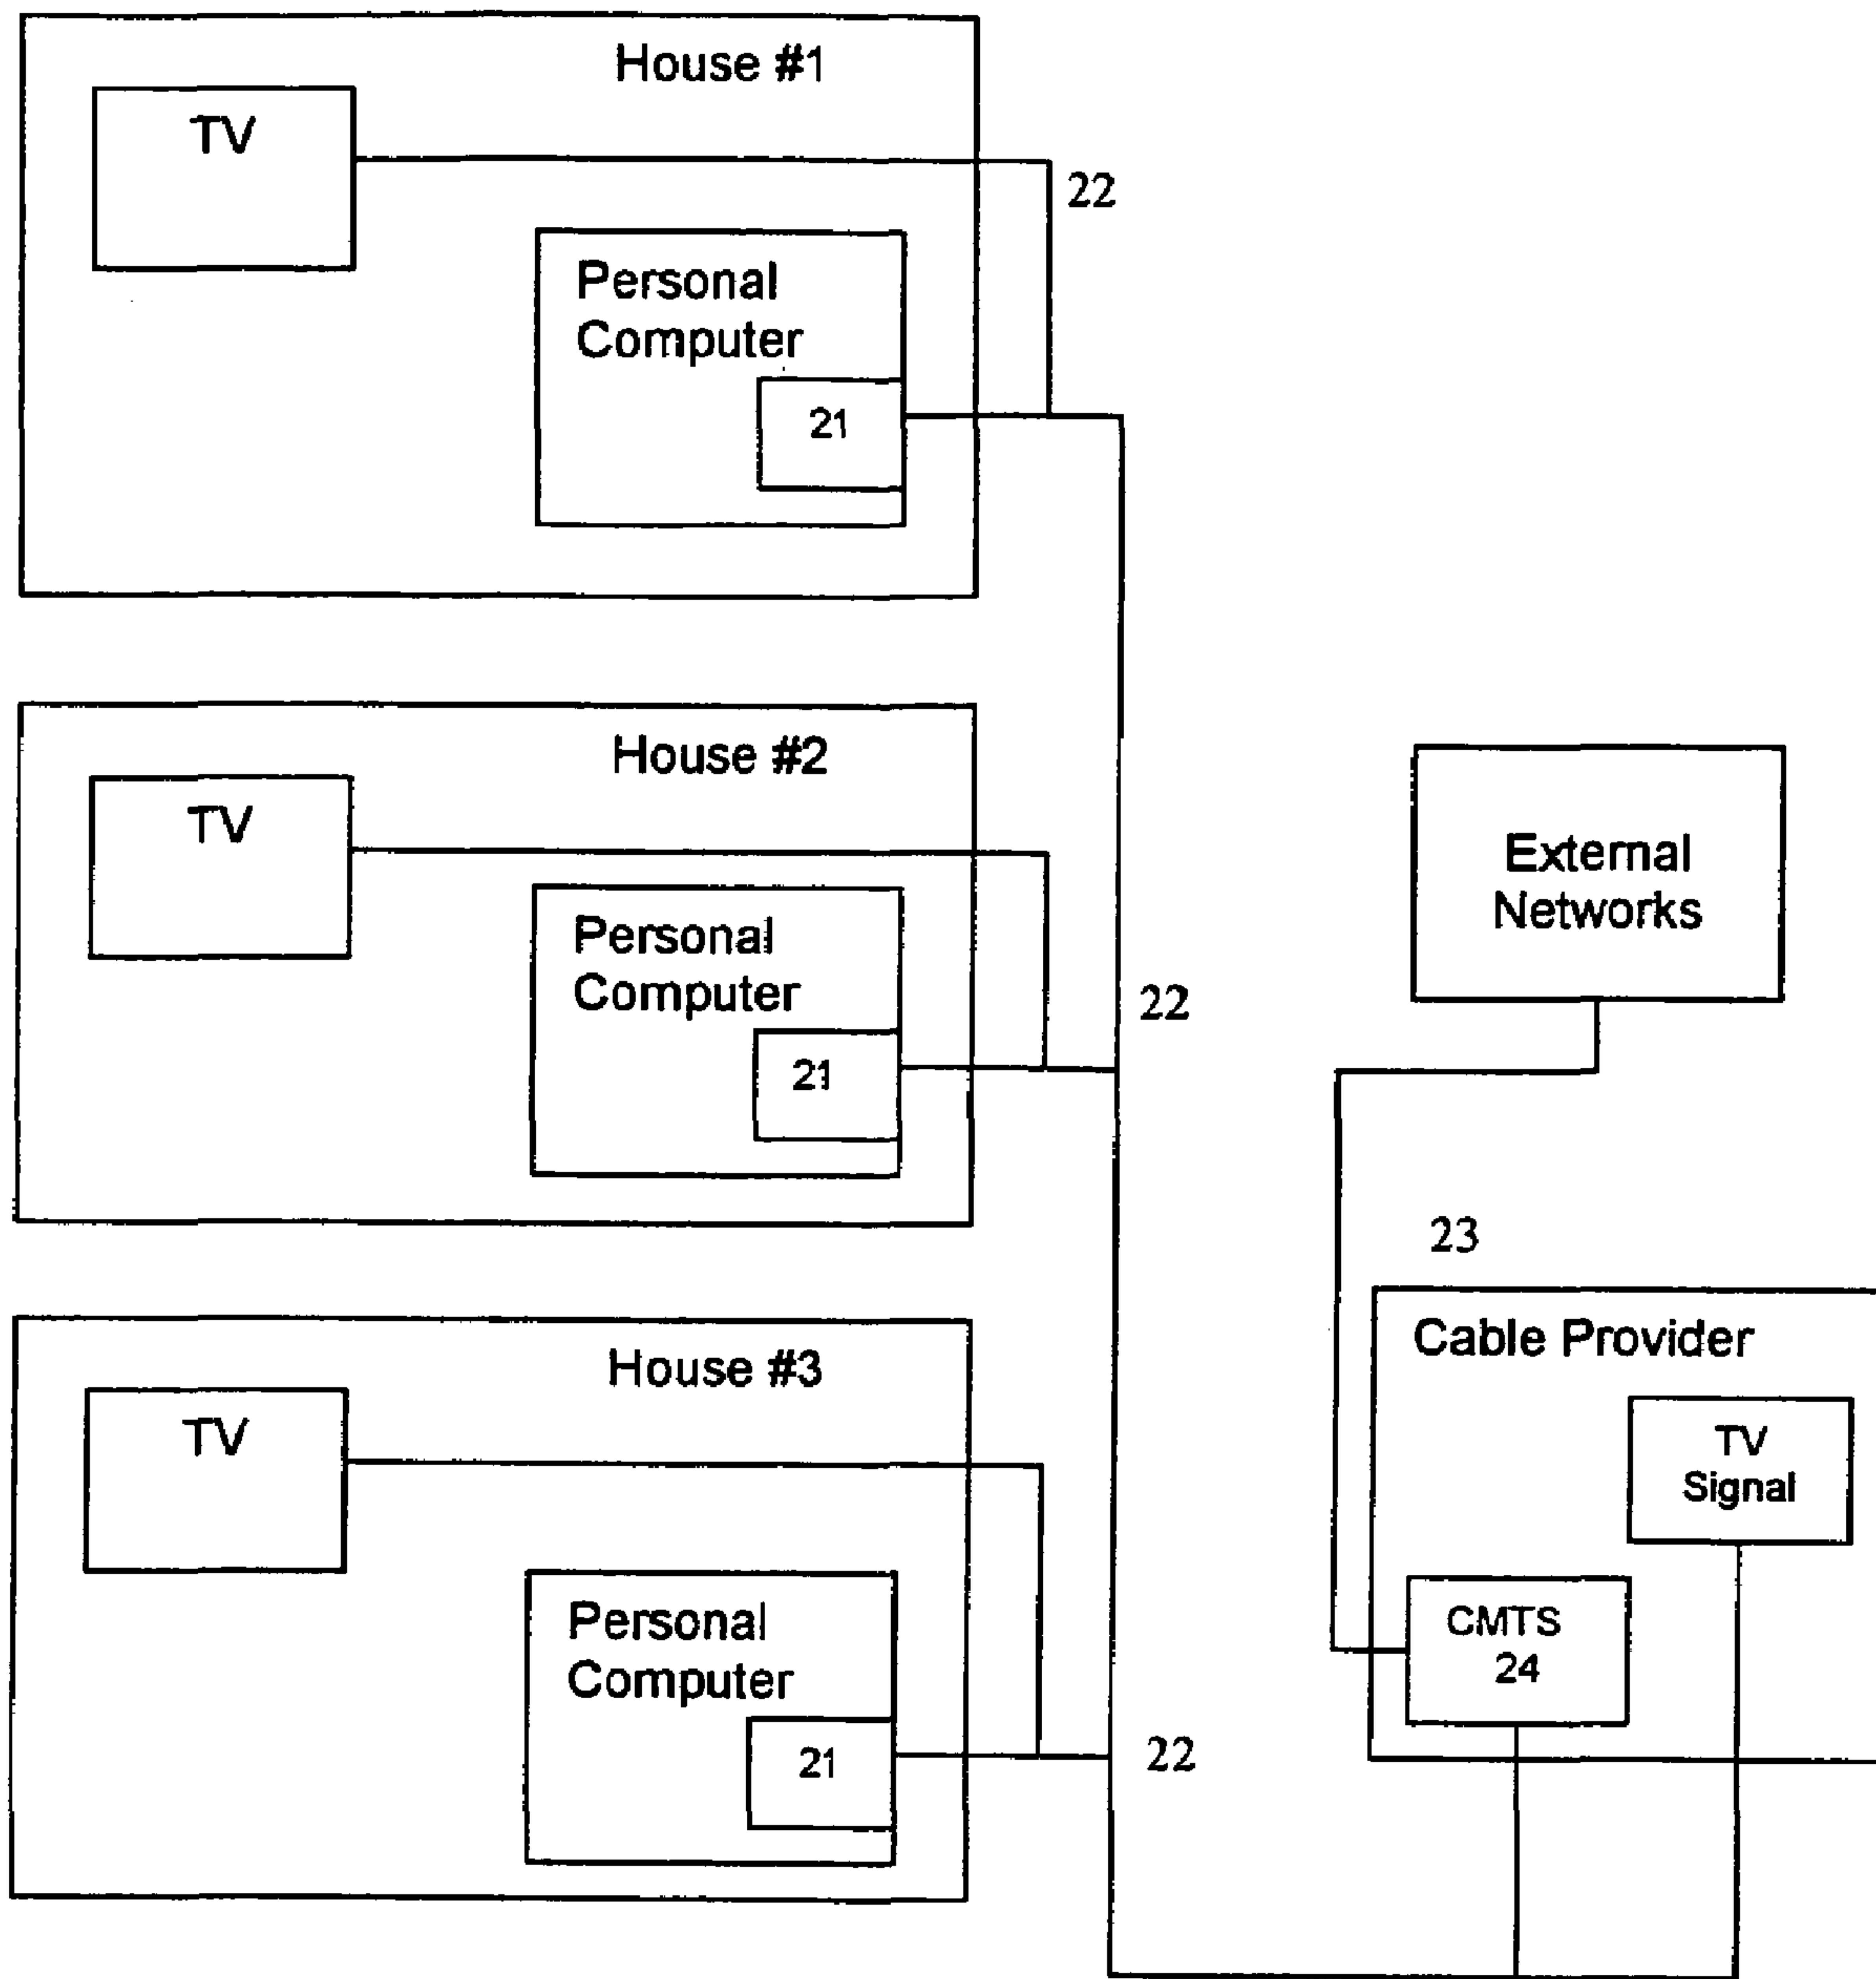 House #1
TV
22
Personal
Computer
21
House #2
TV
Personal
Computer
22
21
External
Networks
23
House #3
TV
Cable Provider
TV
Signal
Personal
Computer
CMTS
24
21
22